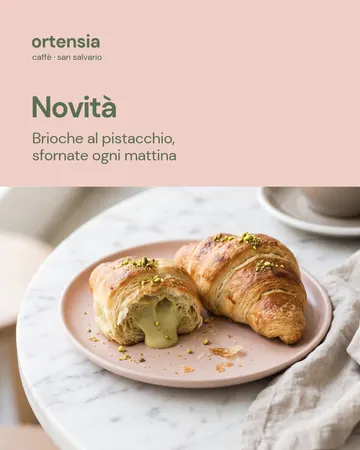 ortensia
caffè · san salvario
Novità
Brioche al pistacchio,
sfornate ogni mattina